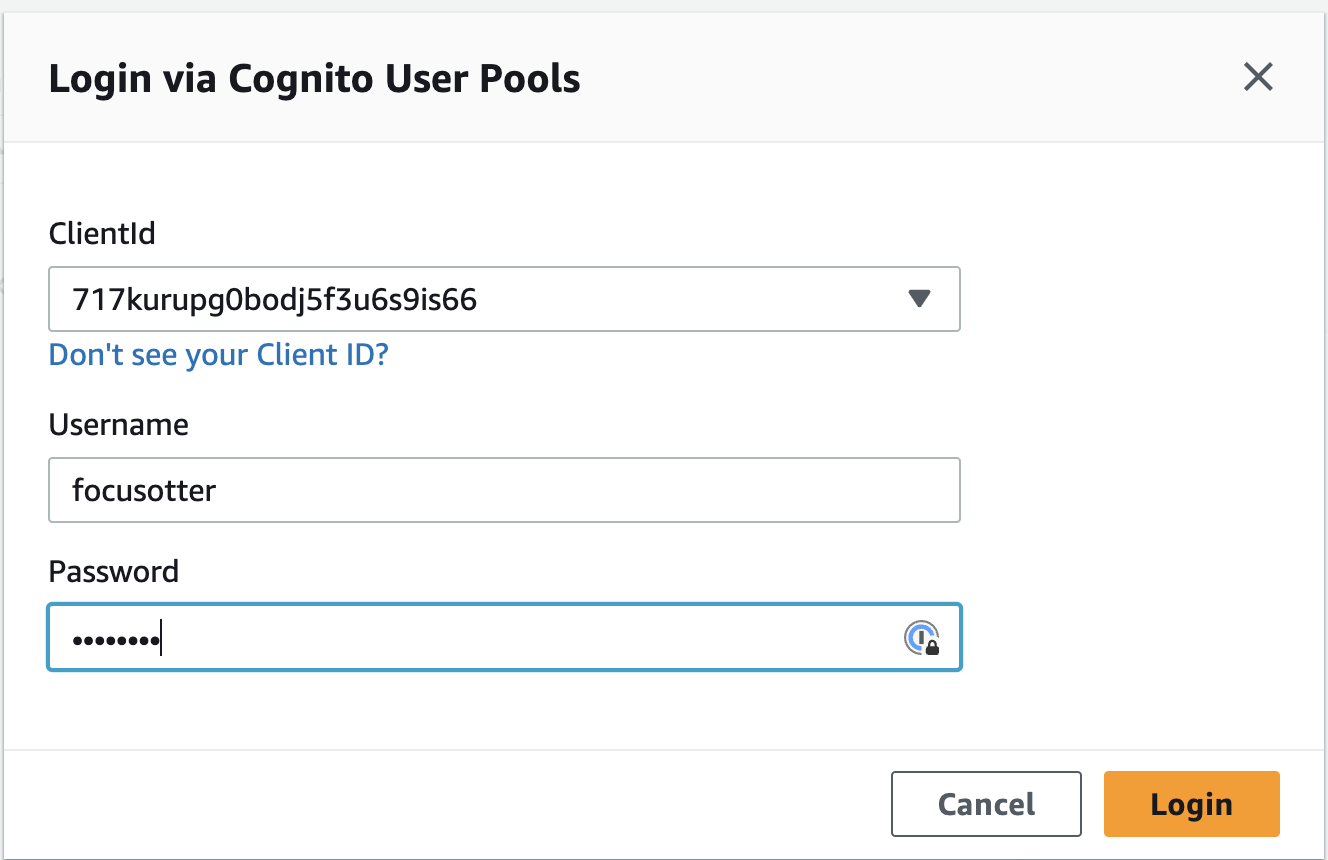 Login via Cognito User Pools
ClientId
717kurupg0bodj5f3u6s9is66
Don't see your Client ID?
Username
focusotter
Password
••••••••
Cancel
Login